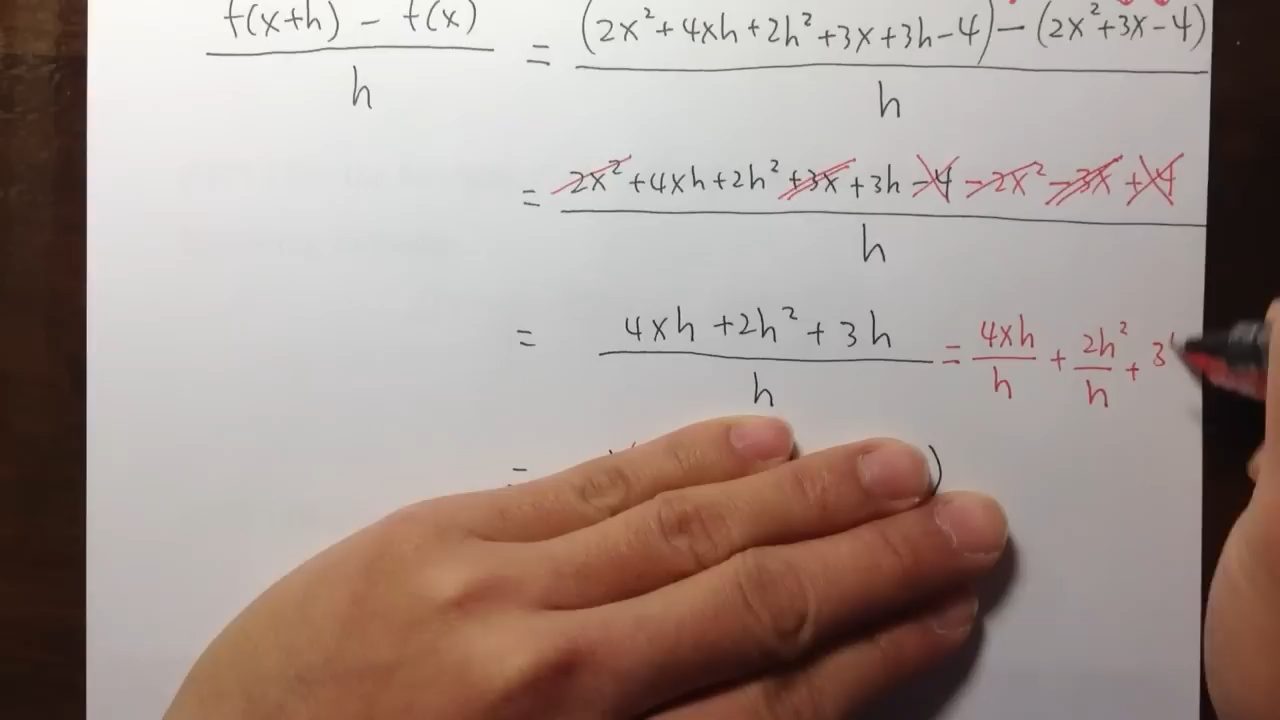 f(x+h) - f(x) / h = (2x²+4xh+2h²+3x+3h-4) - (2x²+3x-4) / h
= 2x²+4xh+2h²+3x+3h-4-2x²-3x+4 / h
= 4xh+2h²+3h / h = 4xh/h + 2h²/h + 3
= )